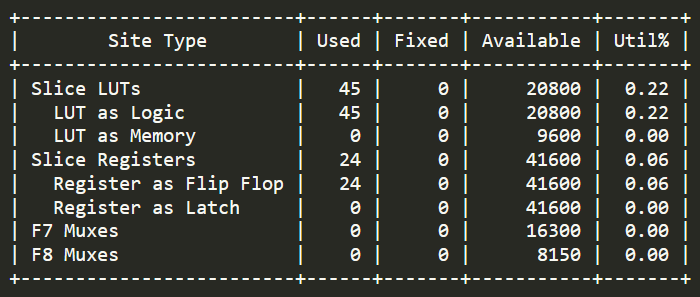 +-------------------------+------+-------+-----------+-------+
|        Site Type        | Used | Fixed | Available | Util% |
+-------------------------+------+-------+-----------+-------+
| Slice LUTs              |   45 |     0 |     20800 |  0.22 |
|   LUT as Logic          |   45 |     0 |     20800 |  0.22 |
|   LUT as Memory         |    0 |     0 |      9600 |  0.00 |
| Slice Registers         |   24 |     0 |     41600 |  0.06 |
|   Register as Flip Flop |   24 |     0 |     41600 |  0.06 |
|   Register as Latch     |    0 |     0 |     41600 |  0.00 |
| F7 Muxes                |    0 |     0 |     16300 |  0.00 |
| F8 Muxes                |    0 |     0 |      8150 |  0.00 |
+-------------------------+------+-------+-----------+-------+